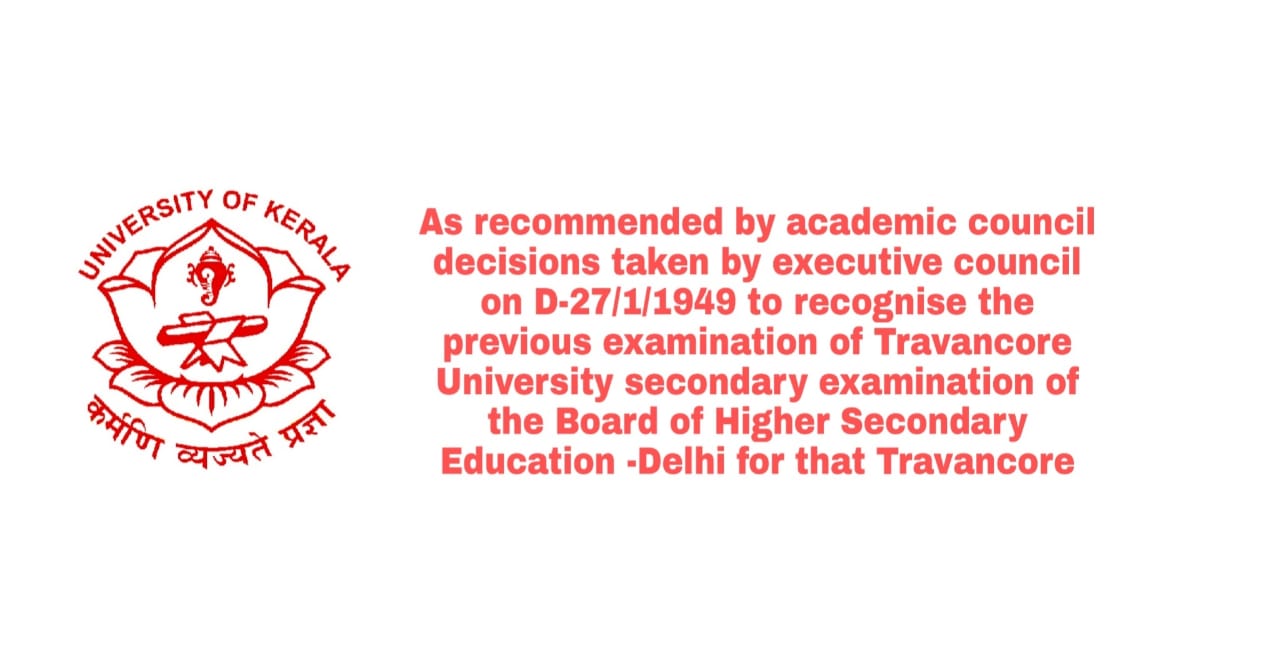 UNIVERSITY OF KERALA
कर्मणि व्यज्यते प्रज्ञा
As recommended by academic council
decisions taken by executive council
on D-27/1/1949 to recognise the
previous examination of Travancore
University secondary examination of
the Board of Higher Secondary
Education -Delhi for that Travancore